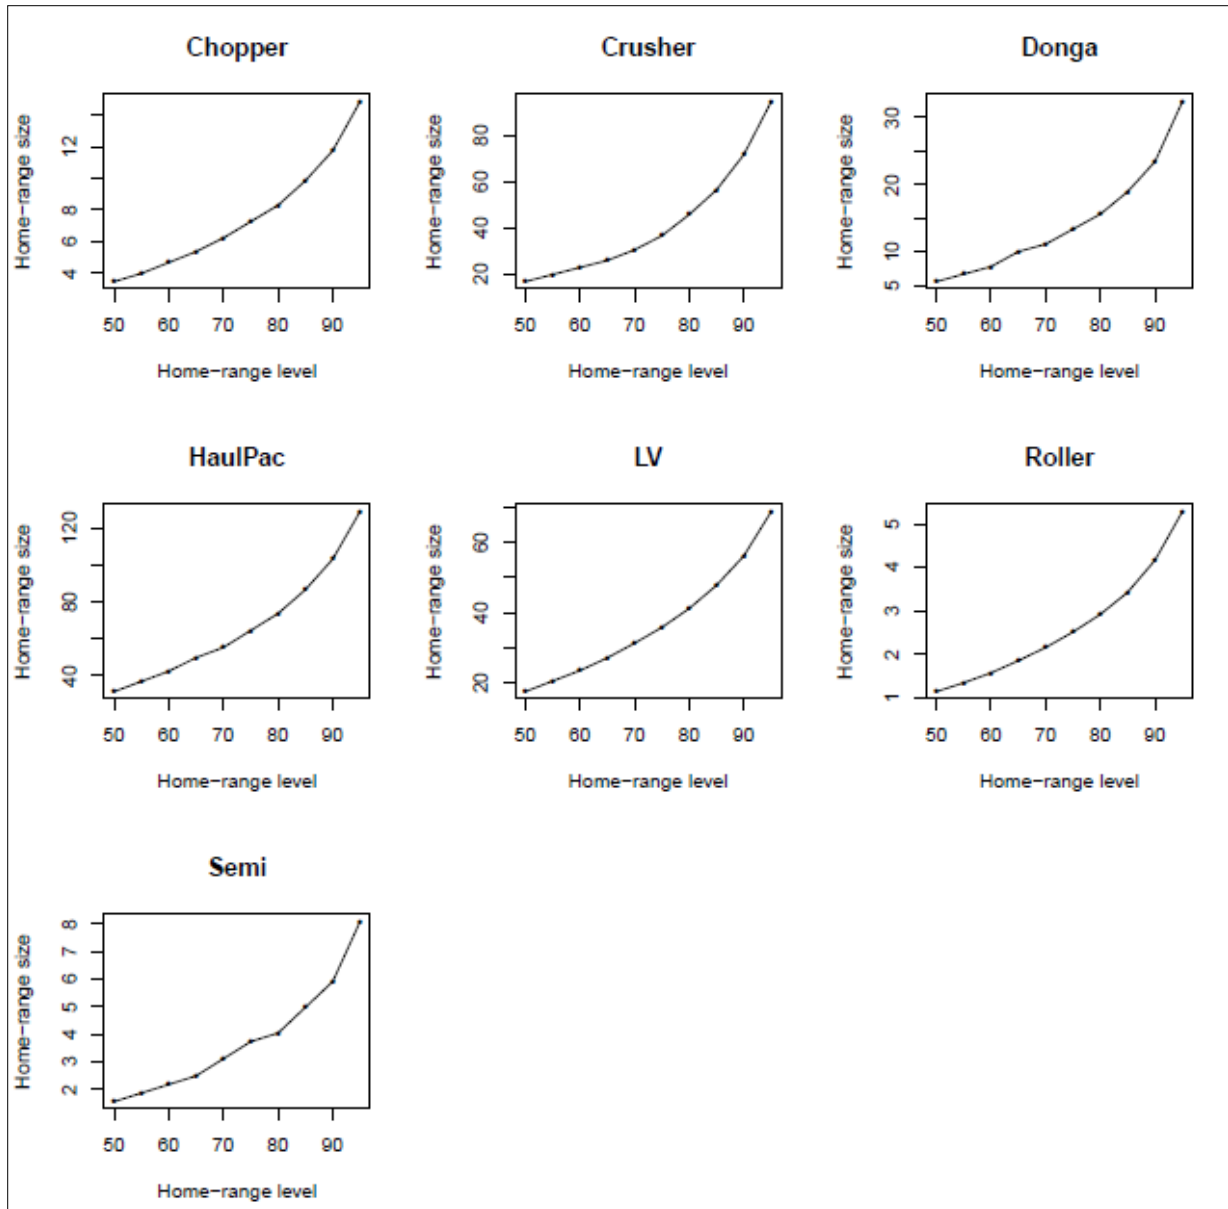 Chopper
Crusher
Donga
Home-range size
4 6 8 12
50 60 70 80 90
Home-range level
Home-range size
20 40 60 80
50 60 70 80 90
Home-range level
Home-range size
5 10 20 30
50 60 70 80 90
Home-range level
HaulPac
LV
Roller
Home-range size
40 80 120
50 60 70 80 90
Home-range level
Home-range size
20 40 60
50 60 70 80 90
Home-range level
Home-range size
1 2 3 4 5
50 60 70 80 90
Home-range level
Semi
Home-range size
2 3 4 5 6 7 8
50 60 70 80 90
Home-range level